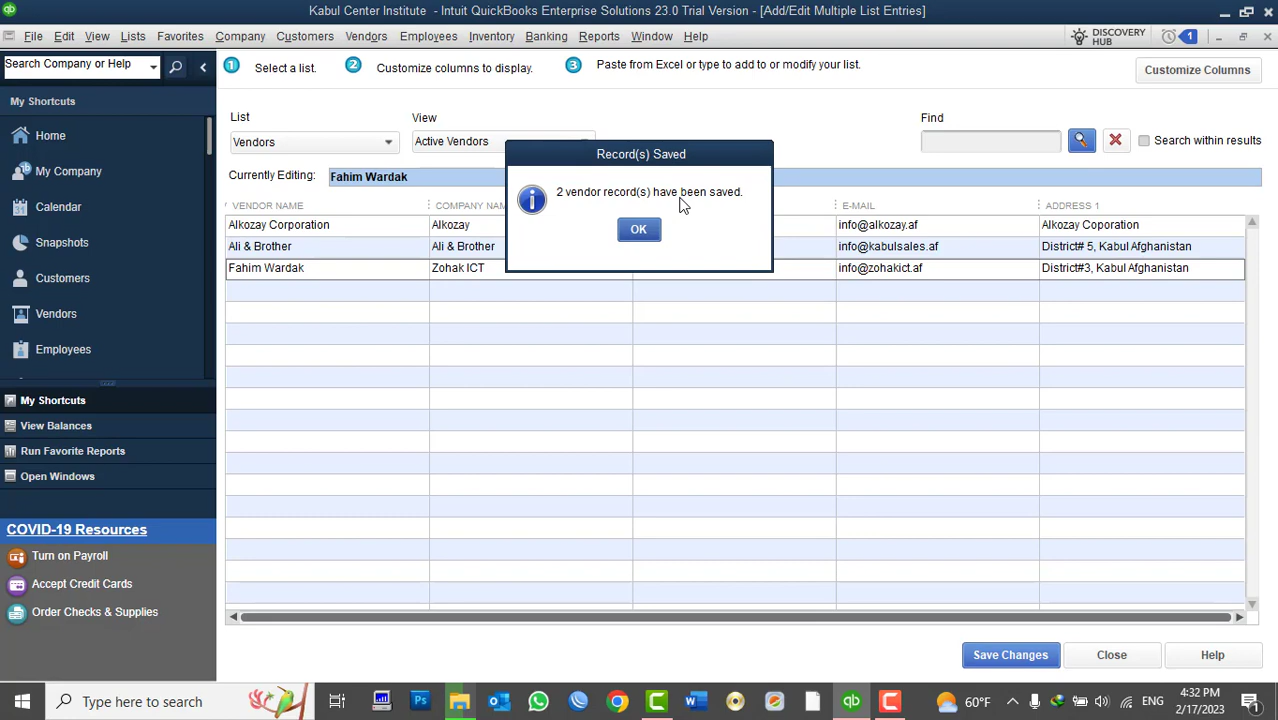 Kabul Center Institute - Intuit QuickBooks Enterprise Solutions 23.0 Trial Version - [Add/Edit Multiple List Entries]
File Edit View Lists Favorites Company Customers Vendors Employees Inventory Banking Reports Window Help
DISCOVERY HUB
1
Search Company or Help
1 Select a list.
2 Customize columns to display.
3 Paste from Excel or type to add to or modify your list.
Customize Columns
My Shortcuts
Home
My Company
Calendar
Snapshots
Customers
Vendors
Employees
My Shortcuts
View Balances
Run Favorite Reports
Open Windows
COVID-19 Resources
Turn on Payroll
Accept Credit Cards
Order Checks & Supplies
List
View
Find
Vendors
Active Vendors
Search within results
Currently Editing: Fahim Wardak
VENDOR NAME COMPANY NAM E-MAIL ADDRESS 1
Alkozay Corporation Alkozay info@alkozay.af Alkozay Coporation
Ali & Brother Ali & Brother info@kabulsales.af District# 5, Kabul Afghanistan
Fahim Wardak Zohak ICT info@zohakict.af District#3, Kabul Afghanistan
Record(s) Saved
2 vendor record(s) have been saved.
OK
Save Changes
Close
Help
Type here to search
60°F
ENG
4:32 PM
2/17/2023
1